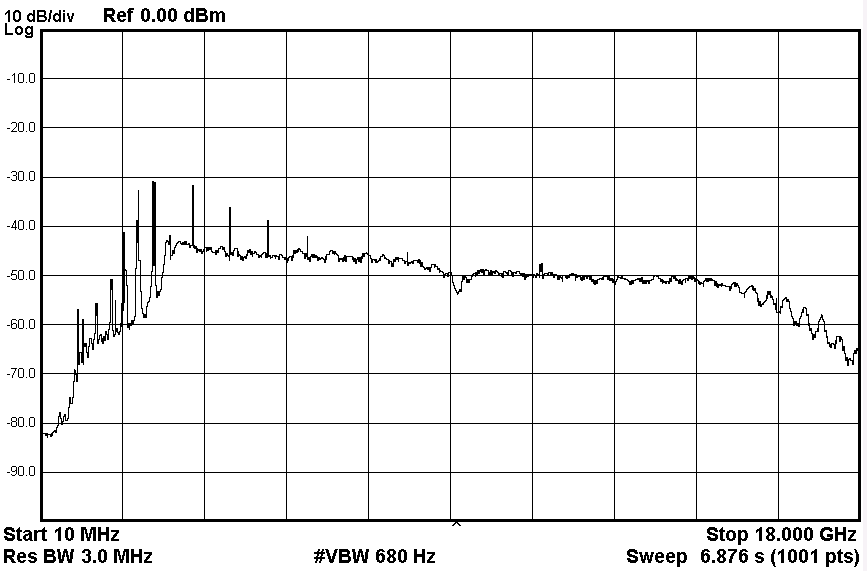 10 dB/div Ref 0.00 dBm
Log
-10.0
-20.0
-30.0
-40.0
-50.0
-60.0
-70.0
-80.0
-90.0
Start 10 MHz Stop 18.000 GHz
Res BW 3.0 MHz #VBW 680 Hz Sweep 6.876 s (1001 pts)